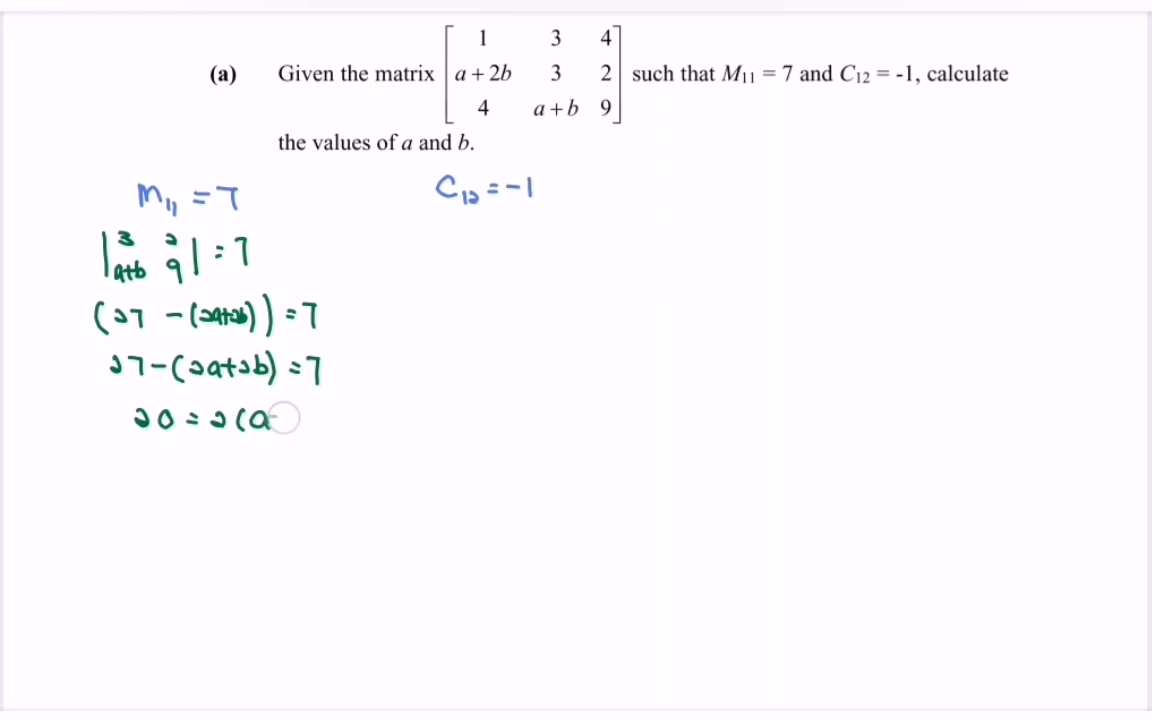 (a) Given the matrix [ 1 3 4
a + 2b 3 2
4 a + b 9 ] such that M11 = 7 and C12 = -1, calculate
the values of a and b.
M11 = 7 C12 = -1
|3 2
a+b 9| = 7
(27 - (2a+2b)) = 7
27 - (2a+2b) = 7
20 = 2(a